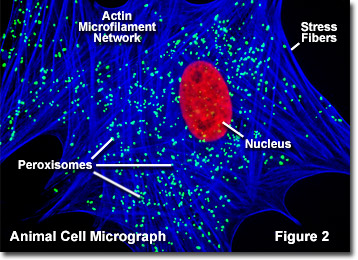 Actin
Microfilament
Network
Stress
Fibers
Nucleus
Peroxisomes
Animal Cell Micrograph
Figure 2